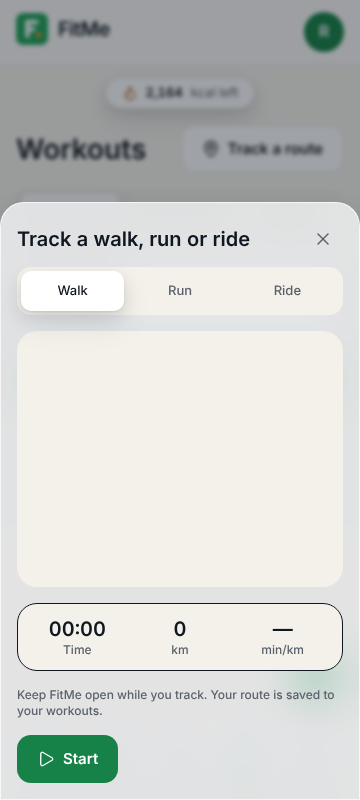 FitMe
R
2,164 kcal left
Workouts
Track a route
Track a walk, run or ride
Walk
Run
Ride
00:00
0
—
Time
km
min/km
Keep FitMe open while you track. Your route is saved to
your workouts.
Start